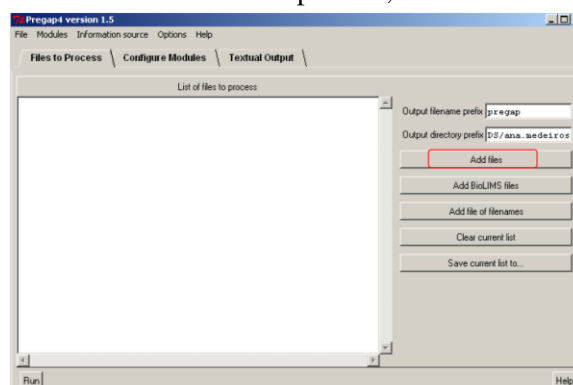 Pregap4 version 1.5
File Modules Information source Options Help
Files to Process Configure Modules Textual Output
List of files to process
Output filename prefix pregap
Output directory prefix DS/ana.medeiros
Add files
Add BioLIMS files
Add file of filenames
Clear current list
Save current list to...
Run Help